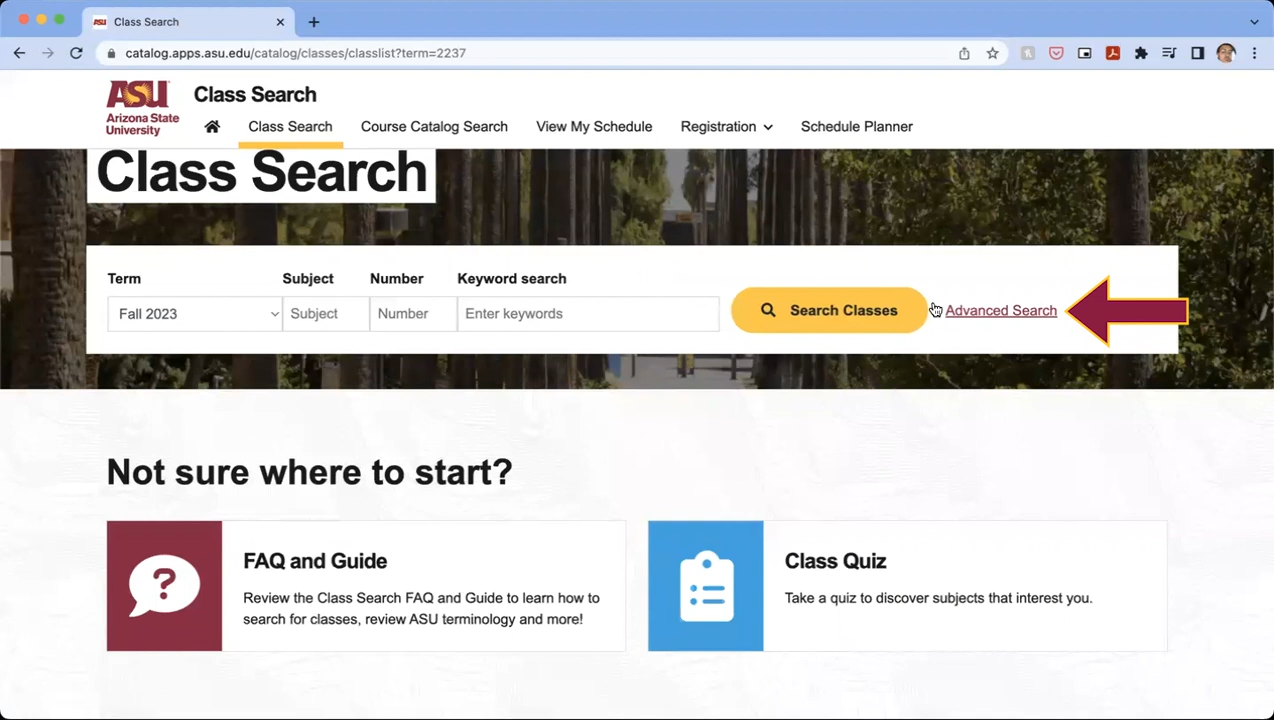 Class Search
catalog.apps.asu.edu/catalog/classes/classlist?term=2237
ASU
Arizona State
University
Class Search
Class Search
Course Catalog Search
View My Schedule
Registration
Schedule Planner
Class Search
Term
Subject
Number
Keyword search
Fall 2023
Subject
Number
Enter keywords
Search Classes
Advanced Search
Not sure where to start?
FAQ and Guide
Review the Class Search FAQ and Guide to learn how to
search for classes, review ASU terminology and more!
Class Quiz
Take a quiz to discover subjects that interest you.